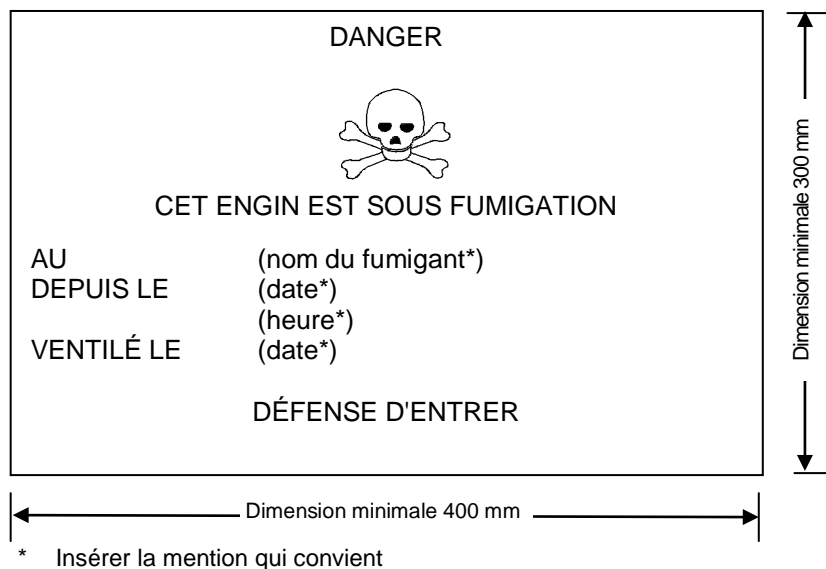 DANGER
CET ENGIN EST SOUS FUMIGATION
AU (nom du fumigant*)
DEPUIS LE (date*)
(heure*)
VENTILÉ LE (date*)
DÉFENSE D'ENTRER
Dimension minimale 300 mm
Dimension minimale 400 mm
* Insérer la mention qui convient